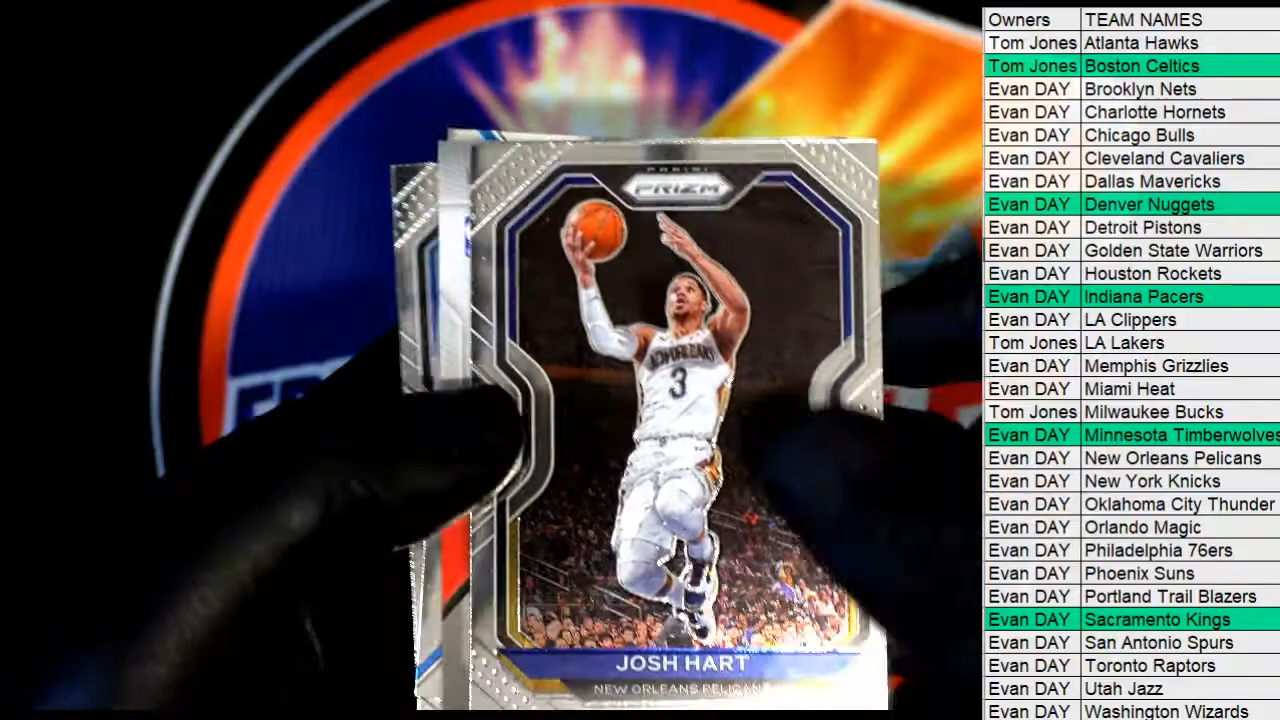 Owners TEAM NAMES
Tom Jones Atlanta Hawks
Tom Jones Boston Celtics
Evan DAY Brooklyn Nets
Evan DAY Charlotte Hornets
Evan DAY Chicago Bulls
Evan DAY Cleveland Cavaliers
Evan DAY Dallas Mavericks
Evan DAY Denver Nuggets
Evan DAY Detroit Pistons
Evan DAY Golden State Warriors
Evan DAY Houston Rockets
Evan DAY Indiana Pacers
Evan DAY LA Clippers
Tom Jones LA Lakers
Evan DAY Memphis Grizzlies
Evan DAY Miami Heat
Tom Jones Milwaukee Bucks
Evan DAY Minnesota Timberwolves
Evan DAY New Orleans Pelicans
Evan DAY New York Knicks
Evan DAY Oklahoma City Thunder
Evan DAY Orlando Magic
Evan DAY Philadelphia 76ers
Evan DAY Phoenix Suns
Evan DAY Portland Trail Blazers
Evan DAY Sacramento Kings
Evan DAY San Antonio Spurs
Evan DAY Toronto Raptors
Evan DAY Utah Jazz
Evan DAY Washington Wizards
PANINI
PRIZM
NEW ORLEANS
3
JOSH HART
NEW ORLEANS PELICAN